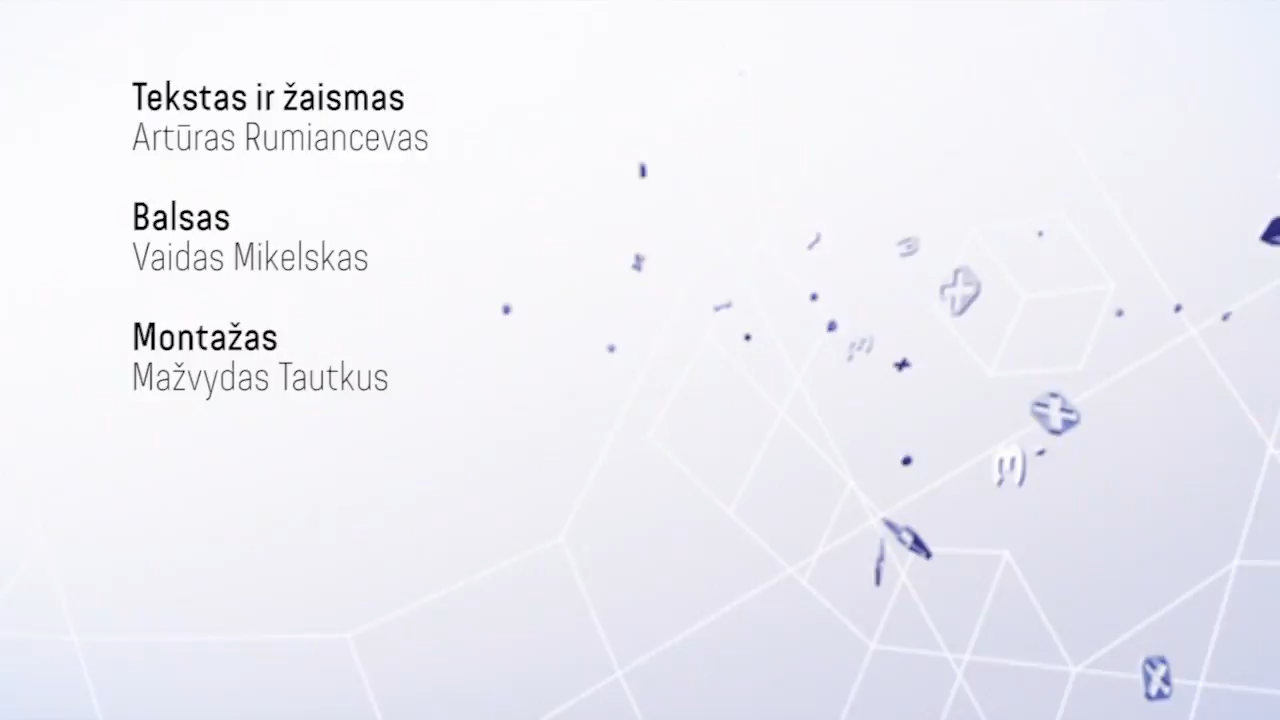 Tekstas ir žaismas
Artūras Rumiancevas
Balsas
Vaidas Mikelskas
Montažas
Mažvydas Tautkus